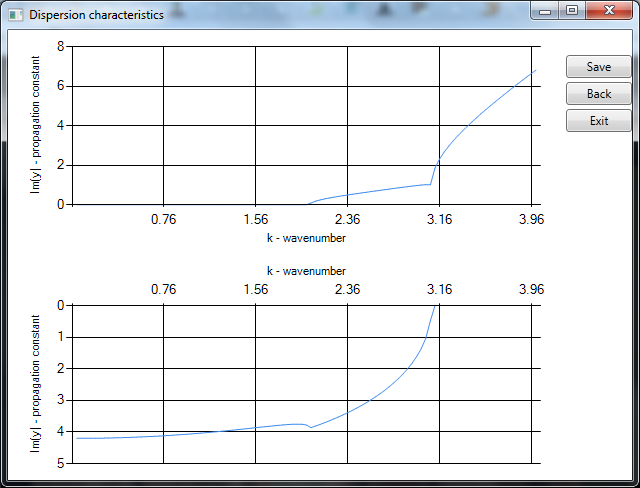 Dispersion characteristics
Save
Back
Exit
Im|y| - propagation constant
8
6
4
2
0
0.76 1.56 2.36 3.16 3.96
k - wavenumber
k - wavenumber
0.76 1.56 2.36 3.16 3.96
Im|y| - propagation constant
0
1
2
3
4
5